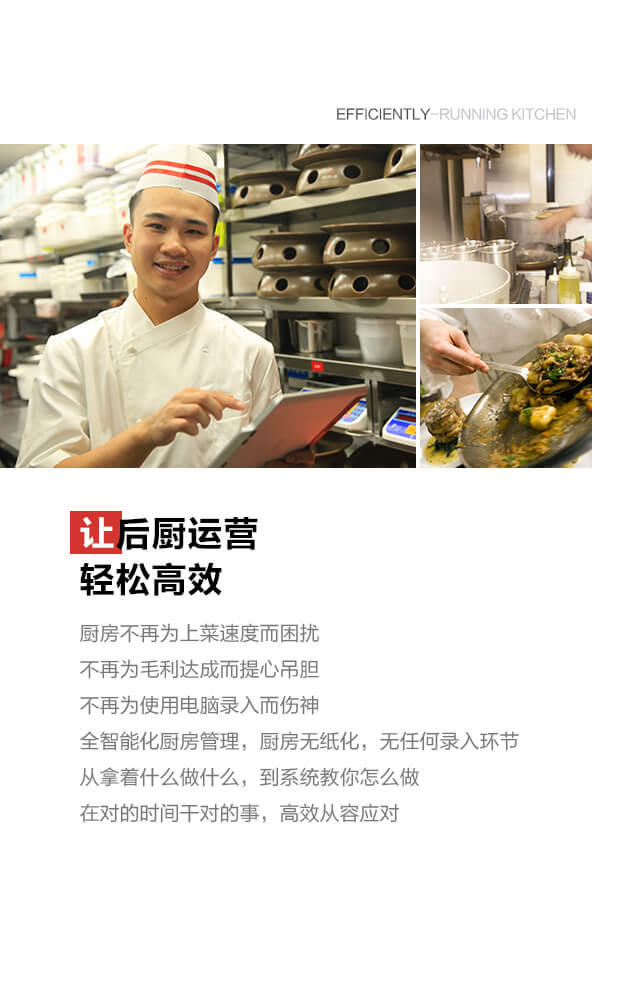 EFFICIENTLY-RUNNING KITCHEN
让后厨运营
轻松高效
厨房不再为上菜速度而困扰
不再为毛利达成而提心吊胆
不再为使用电脑录入而伤神
全智能化厨房管理，厨房无纸化，无任何录入环节
从拿着什么做什么，到系统教你怎么做
在对的时间干对的事，高效从容应对